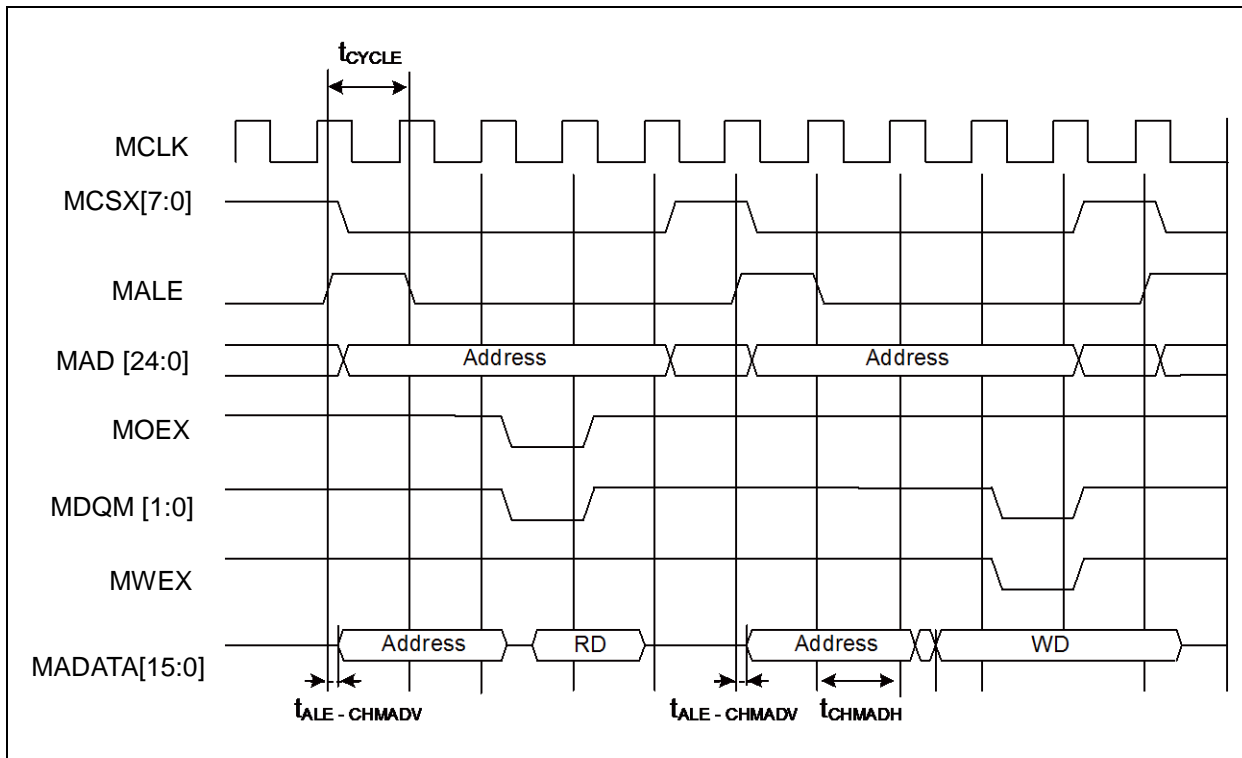 tCYCLE
MCLK
MCSX[7:0]
MALE
MAD [24:0]
Address
Address
MOEX
MDQM [1:0]
MWEX
MADATA[15:0]
Address
RD
Address
WD
tALE - CHMADV
tALE - CHMADV
tCHMADH